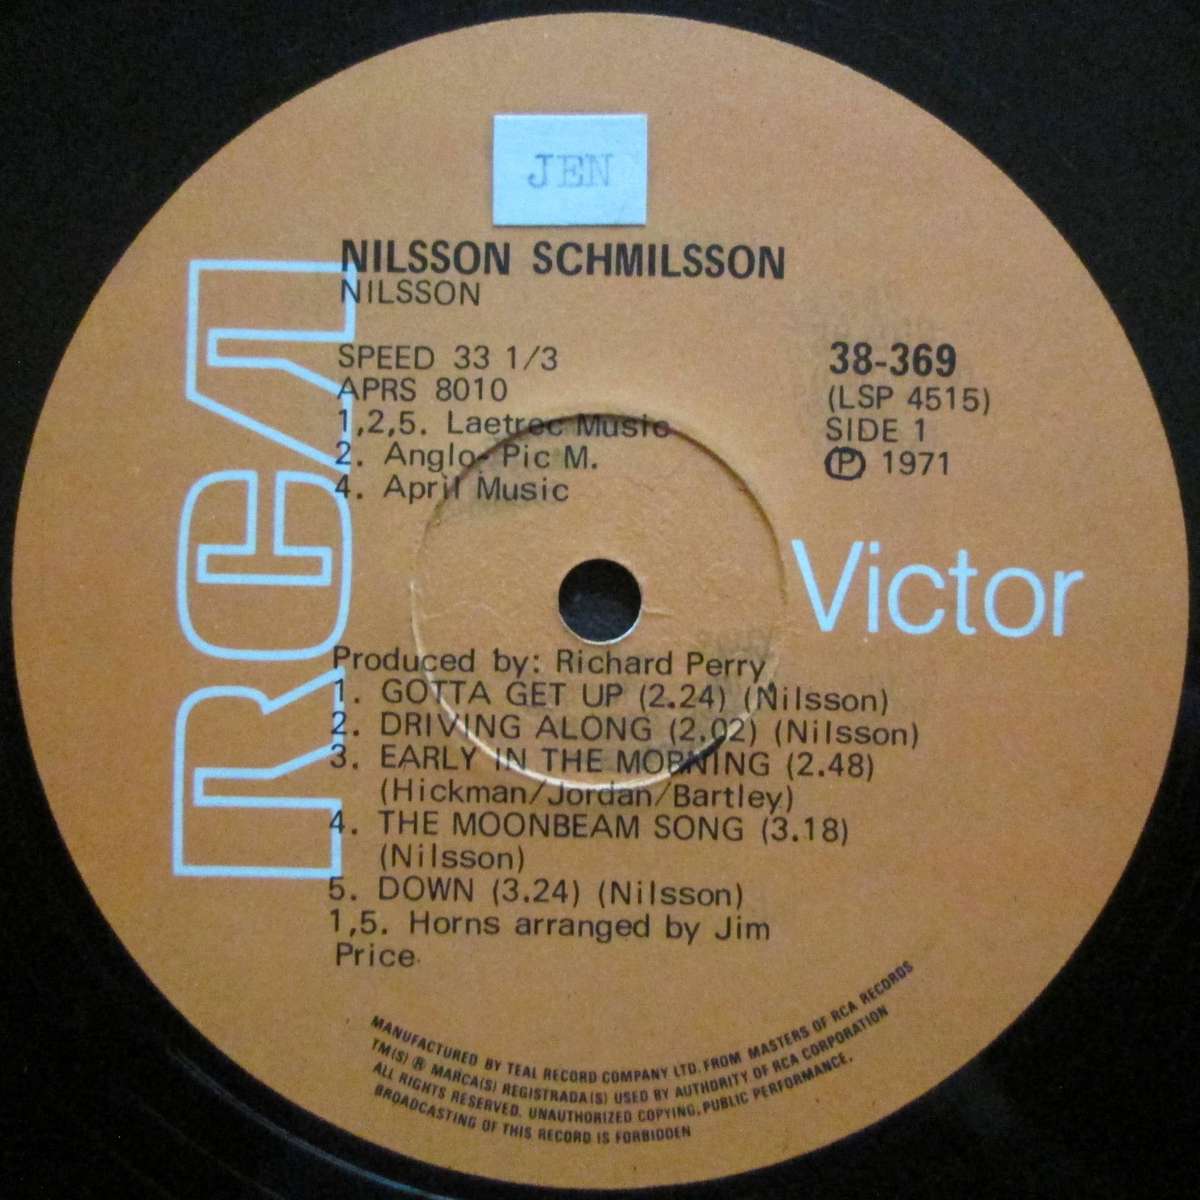 JEN
NILSSON SCHMILSSON
NILSSON
SPEED 33 1/3
APRS 8010
1,2,5. Laetrec Music
2. Anglo-Pic M.
4. April Music
38-369
(LSP 4515)
SIDE 1
Ⓟ 1971
RCA
Victor
Produced by: Richard Perry
1. GOTTA GET UP (2.24) (Nilsson)
2. DRIVING ALONG (2.02) (Nilsson)
3. EARLY IN THE MORNING (2.48)
(Hickman/Jordan/Bartley)
4. THE MOONBEAM SONG (3.18)
(Nilsson)
5. DOWN (3.24) (Nilsson)
1,5. Horns arranged by Jim
Price
MANUFACTURED BY TEAL RECORD COMPANY LTD. FROM MASTERS OF RCA RECORDS
TM(S) ® MARCA(S) REGISTRADA(S) USED BY AUTHORITY OF RCA CORPORATION
ALL RIGHTS RESERVED. UNAUTHORIZED COPYING, PUBLIC PERFORMANCE,
BROADCASTING OF THIS RECORD IS FORBIDDEN